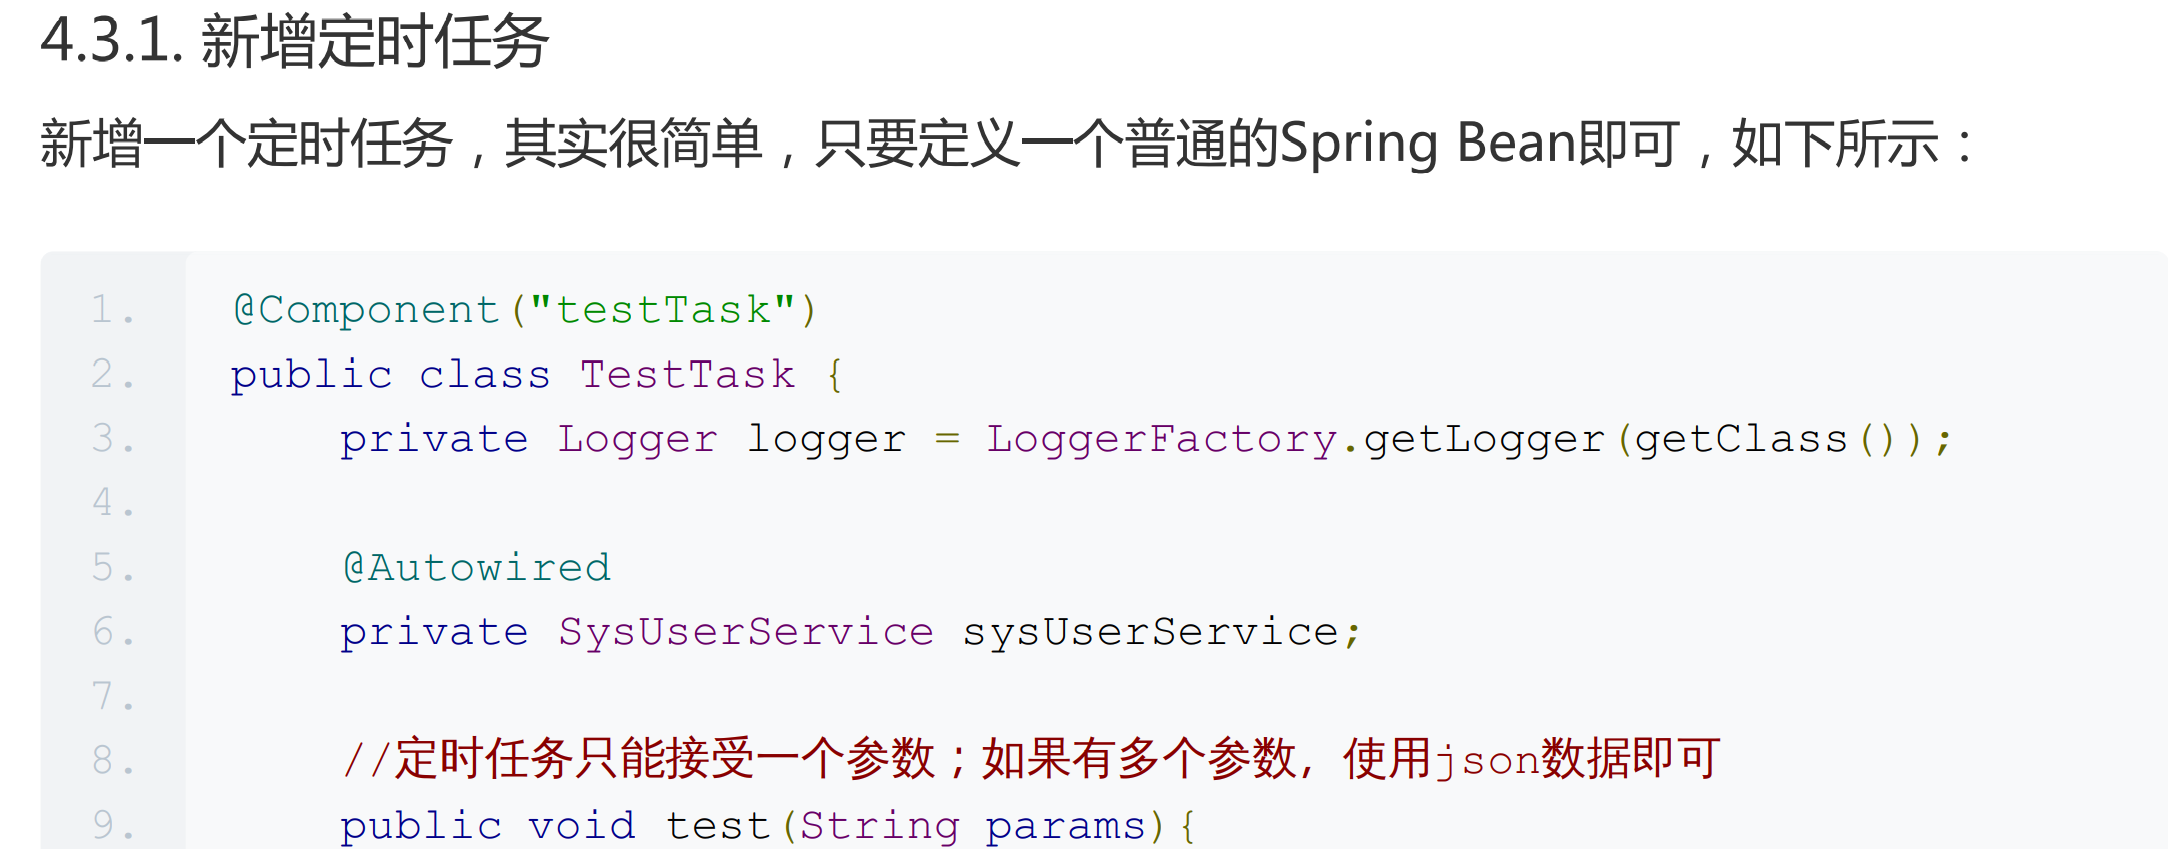 4.3.1. 新增定时任务
新增一个定时任务，其实很简单，只要定义一个普通的Spring Bean即可，如下所示：
1. @Component("testTask")
2. public class TestTask {
3.     private Logger logger = LoggerFactory.getLogger(getClass());
4.
5.     @Autowired
6.     private SysUserService sysUserService;
7.
8.     //定时任务只能接受一个参数；如果有多个参数，使用json数据即可
9.     public void test(String params){